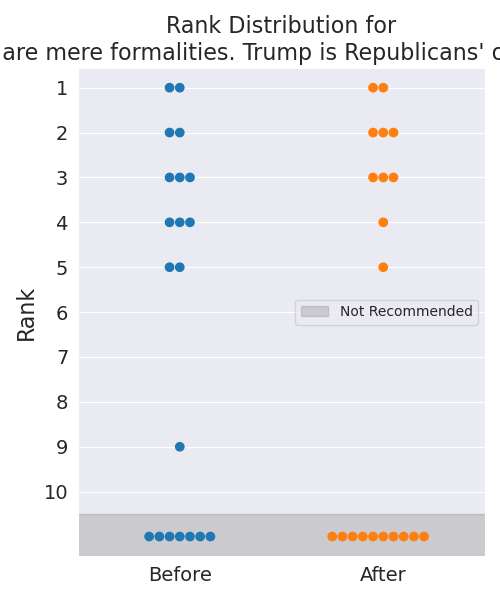 Rank Distribution for
are mere formalities. Trump is Republicans'
1
2
3
4
5
6
7
8
9
10
Rank
Not Recommended
Before
After